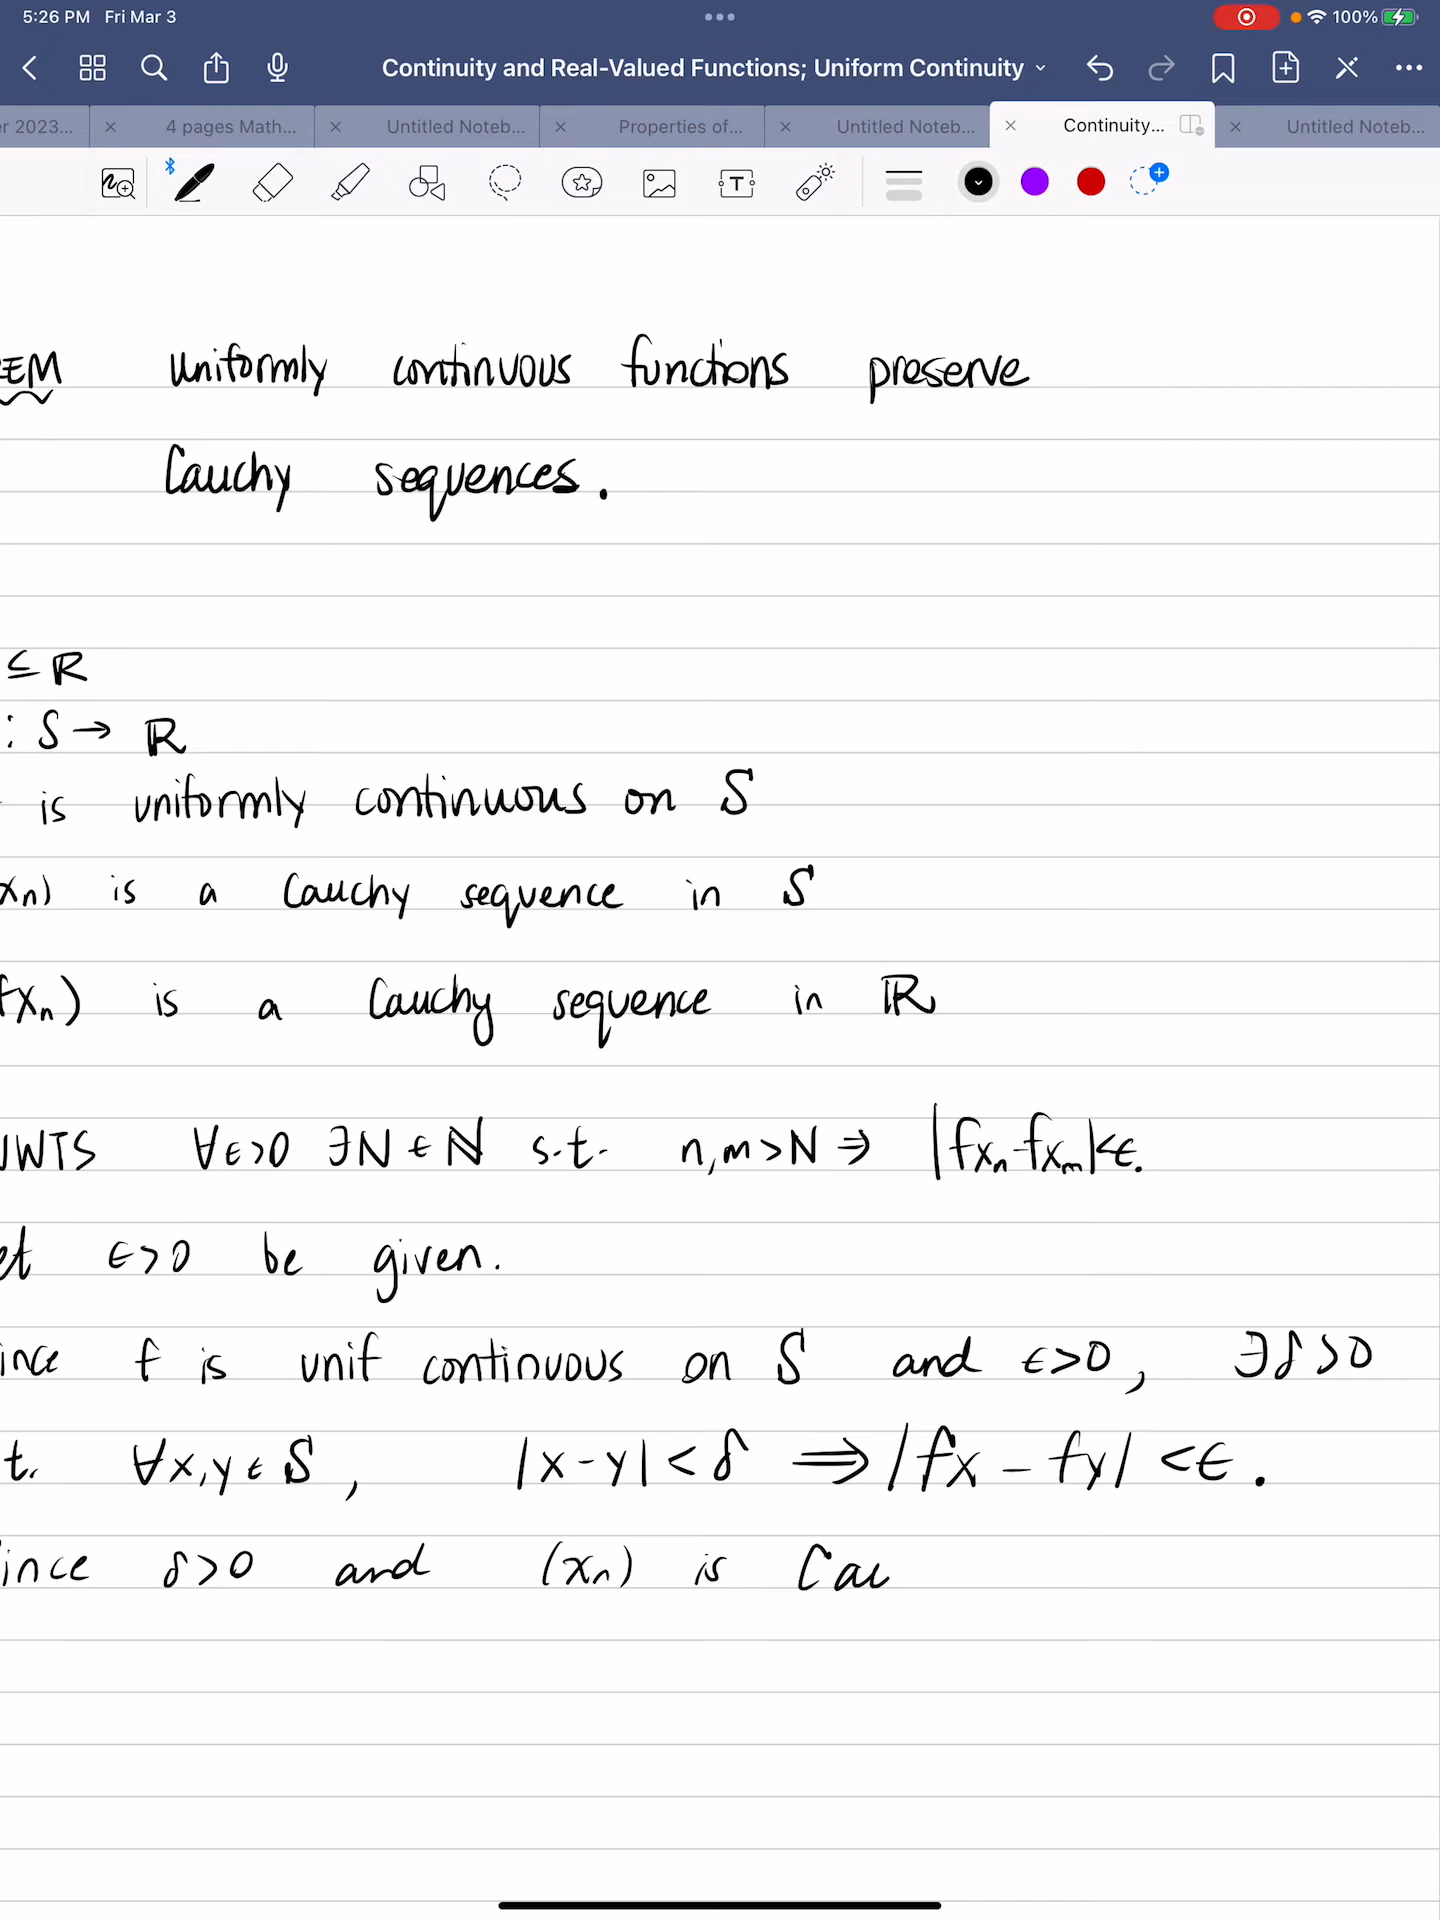 5:26 PM Fri Mar 3
100%
Continuity and Real-Valued Functions; Uniform Continuity
r 2023...
4 pages Math...
Untitled Noteb...
Properties of...
Untitled Noteb...
Continuity...
Untitled Noteb...
EM uniformly continuous functions preserve
Cauchy sequences.
⊆ ℝ
: S → ℝ
is uniformly continuous on S
xn) is a Cauchy sequence in S
fxn) is a Cauchy sequence in ℝ
WTS ∀ϵ>0 ∃N∈ℕ s.t. n,m>N ⇒ |fxn-fxm|<ϵ.
et ϵ>0 be given.
ince f is unif continuous on S and ϵ>0, ∃δ>0
t. ∀x,y ∈ S, |x-y|<δ ⟹ |fx - fy| <ϵ.
ince δ>0 and (xn) is Cau